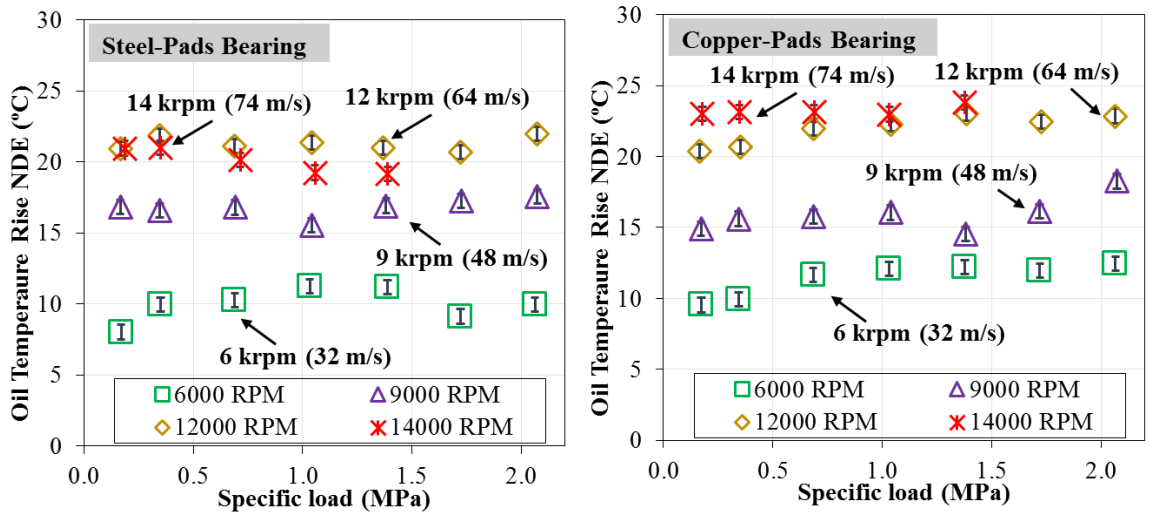 Steel-Pads Bearing
Oil Temperaure Rise NDE (ºC)
30
25
20
15
10
5
0
14 krpm (74 m/s)
12 krpm (64 m/s)
9 krpm (48 m/s)
6 krpm (32 m/s)
6000 RPM
9000 RPM
12000 RPM
14000 RPM
0.0 0.5 1.0 1.5 2.0
Specific load (MPa)
Copper-Pads Bearing
Oil Temperaure Rise NDE (ºC)
30
25
20
15
10
5
0
14 krpm (74 m/s)
12 krpm (64 m/s)
9 krpm (48 m/s)
6 krpm (32 m/s)
6000 RPM
9000 RPM
12000 RPM
14000 RPM
0.0 0.5 1.0 1.5 2.0
Specific load (MPa)